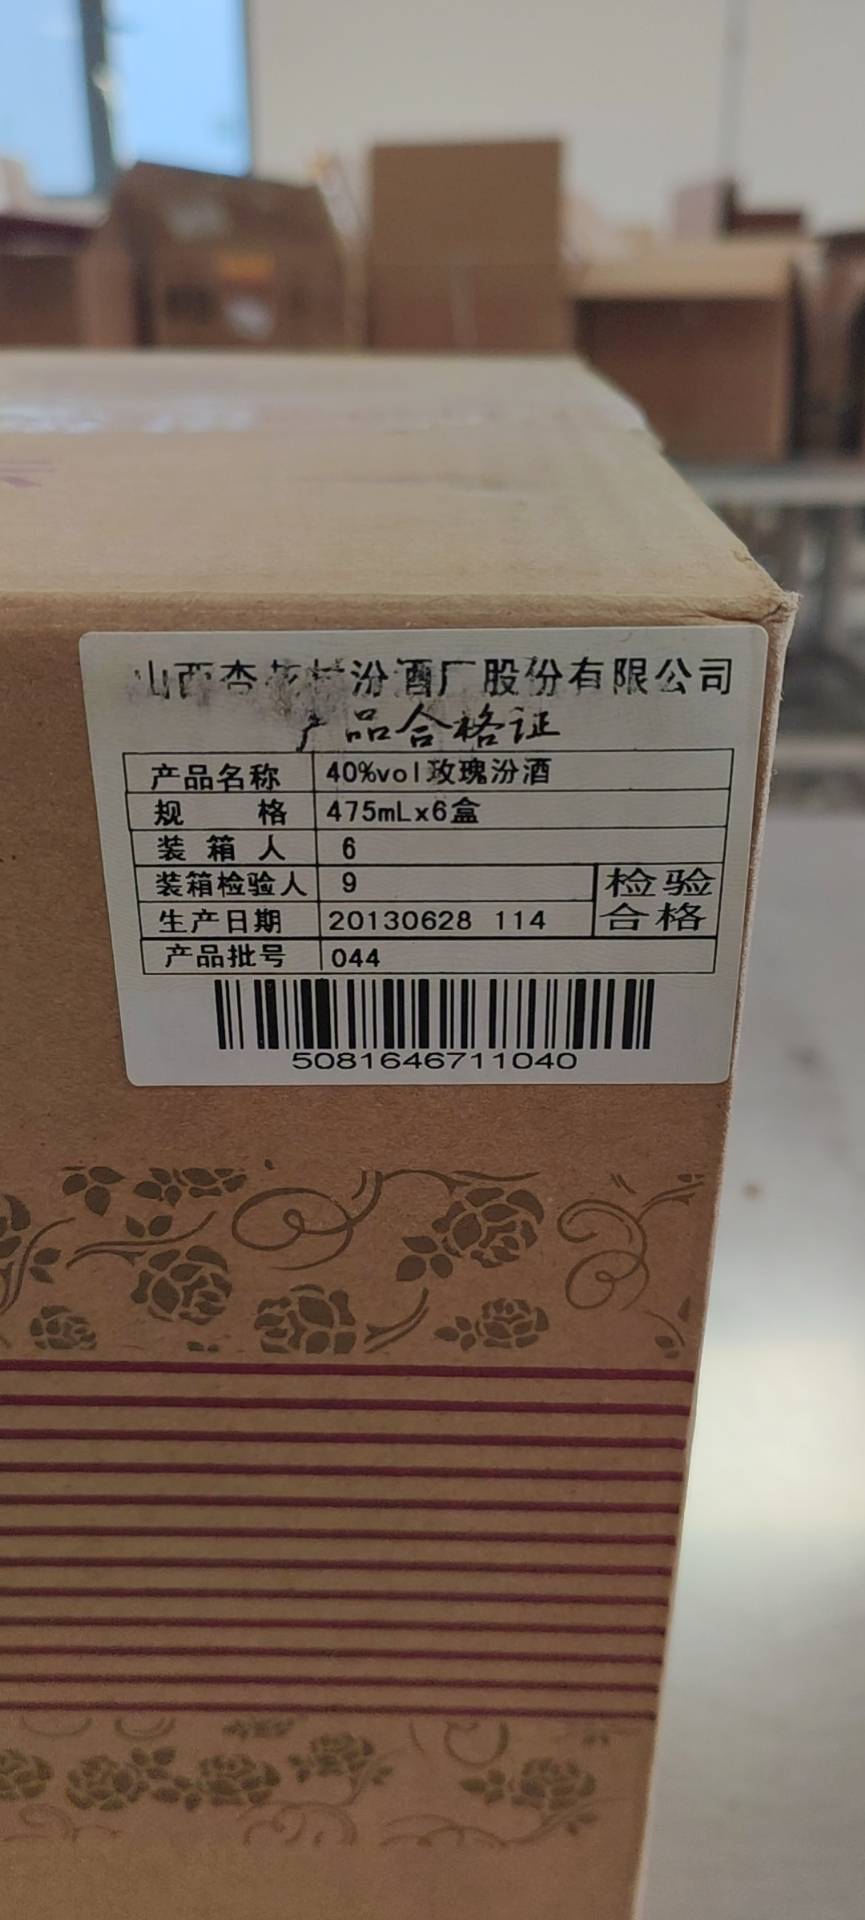 山西杏花村汾酒厂股份有限公司
产品合格证
产品名称 40%vol玫瑰汾酒
规 格 475mLx6盒
装 箱 人 6
装箱检验人 9
检验
合格
生产日期 20130628 114
产品批号 044
5081646711040